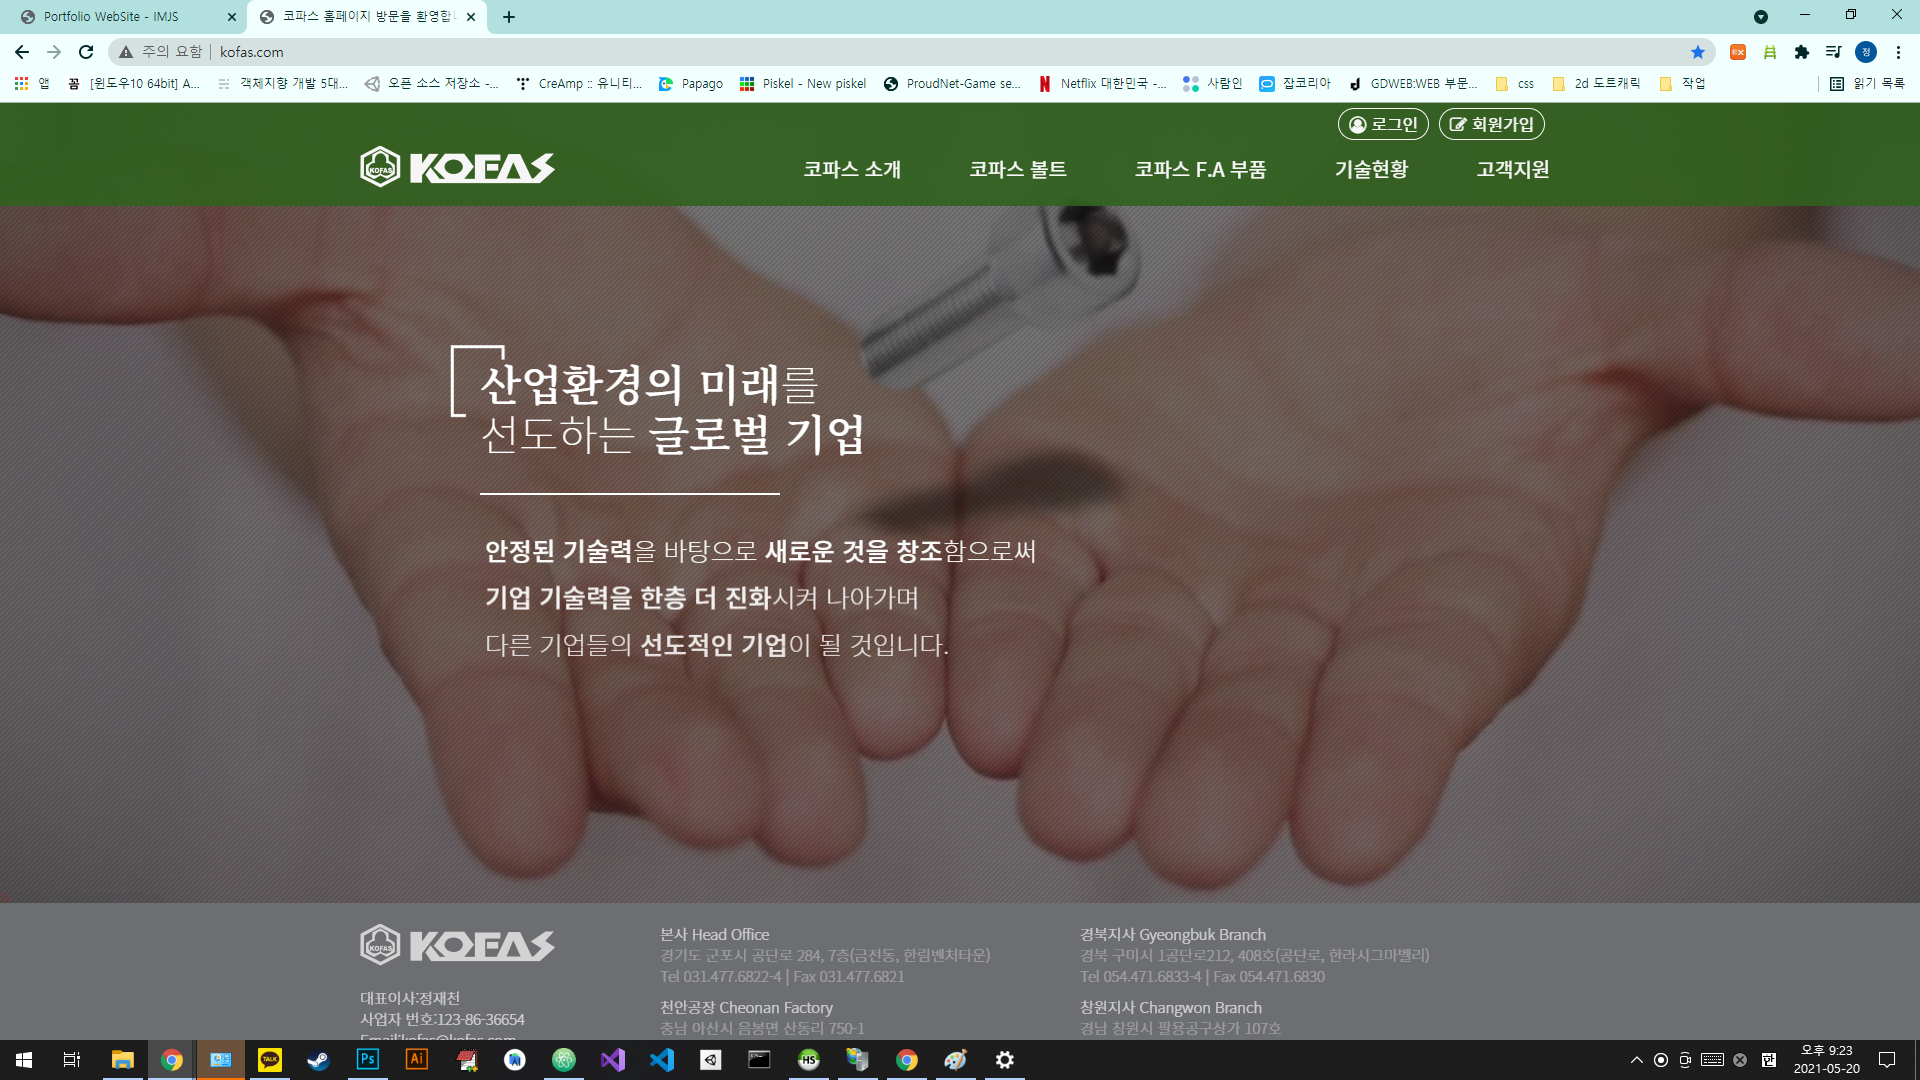 Portfolio WebSite - IMJS
코파스 홈페이지 방문을 환영합니
주의 요함 | kofas.com
정
앱
[윈도우10 64bit] A...
객체지향 개발 5대...
오픈 소스 저장소 -...
CreAmp :: 유니티...
Papago
Piskel - New piskel
ProudNet-Game se...
Netflix 대한민국 -...
사람인
잡코리아
GDWEB:WEB 부문...
css
2d 도트캐릭
작업
읽기 목록
로그인
회원가입
KOFAS
KOFAS
코파스 소개
코파스 볼트
코파스 F.A 부품
기술현황
고객지원
산업환경의 미래를
선도하는 글로벌 기업
안정된 기술력을 바탕으로 새로운 것을 창조함으로써
기업 기술력을 한층 더 진화시켜 나아가며
다른 기업들의 선도적인 기업이 될 것입니다.
KOFAS
KOFAS
대표이사:정재천
사업자 번호:123-86-36654
Email:kofas@kofas.com
본사 Head Office
경기도 군포시 공단로 284, 7층(금전동, 한림벤처타운)
Tel 031.477.6822-4 | Fax 031.477.6821
천안공장 Cheonan Factory
충남 아산시 음봉면 산동리 750-1
경북지사 Gyeongbuk Branch
경북 구미시 1공단로212, 408호(공단로, 한라시그마밸리)
Tel 054.471.6833-4 | Fax 054.471.6830
창원지사 Changwon Branch
경남 창원시 팔용공구상가 107호
TALK
Ps
Ai
HS
한
오후 9:23
2021-05-20